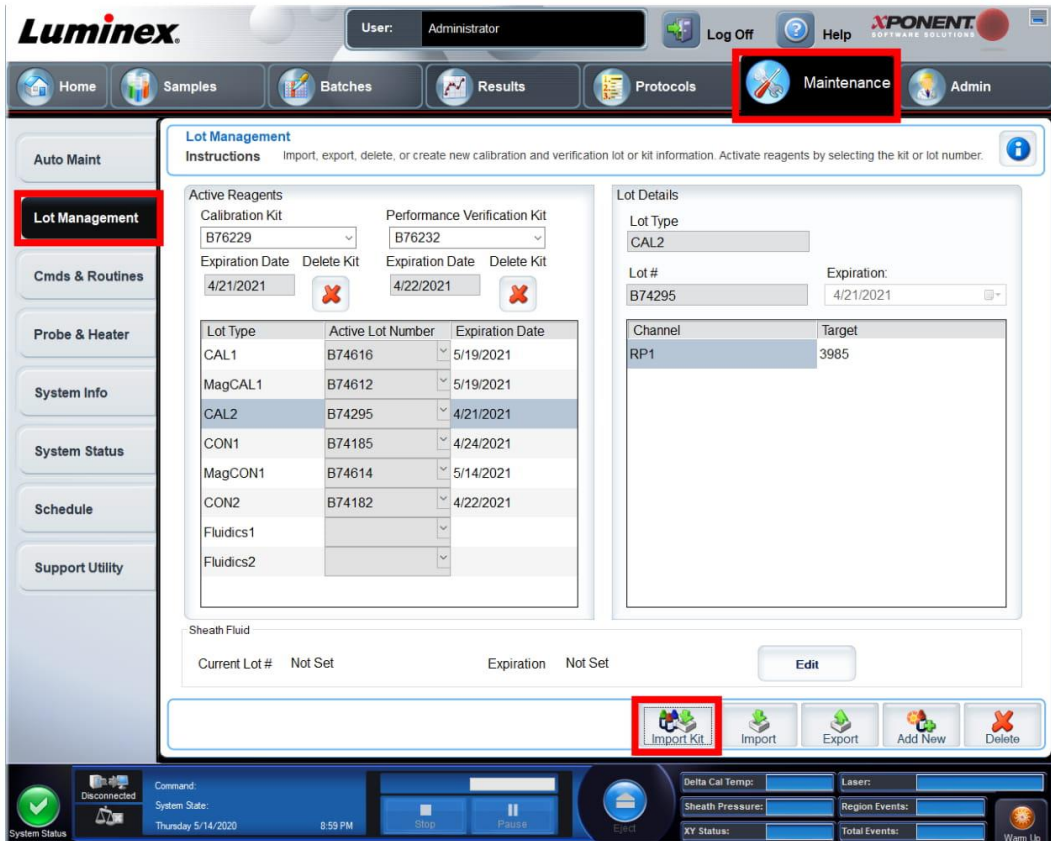 Luminex
User: Administrator
Log Off
Help
XPONENT
SOFTWARE SOLUTIONS
Home
Samples
Batches
Results
Protocols
Maintenance
Admin
Auto Maint
Lot Management
Cmds & Routines
Probe & Heater
System Info
System Status
Schedule
Support Utility
Lot Management
Instructions Import, export, delete, or create new calibration and verification lot or kit information. Activate reagents by selecting the kit or lot number.
Active Reagents
Calibration Kit Performance Verification Kit
B76229 B76232
Expiration Date Delete Kit Expiration Date Delete Kit
4/21/2021 4/22/2021
Lot Type Active Lot Number Expiration Date
CAL1 B74616 5/19/2021
MagCAL1 B74612 5/19/2021
CAL2 B74295 4/21/2021
CON1 B74185 4/24/2021
MagCON1 B74614 5/14/2021
CON2 B74182 4/22/2021
Fluidics1
Fluidics2
Lot Details
Lot Type
CAL2
Lot # Expiration:
B74295 4/21/2021
Channel Target
RP1 3985
Sheath Fluid
Current Lot # Not Set Expiration Not Set Edit
Import Kit Import Export Add New Delete
System Status
Disconnected
Command:
System State:
Thursday 5/14/2020 8:59 PM
Stop Pause
Eject
Delta Cal Temp: Laser:
Sheath Pressure: Region Events:
XY Status: Total Events:
Warm Up